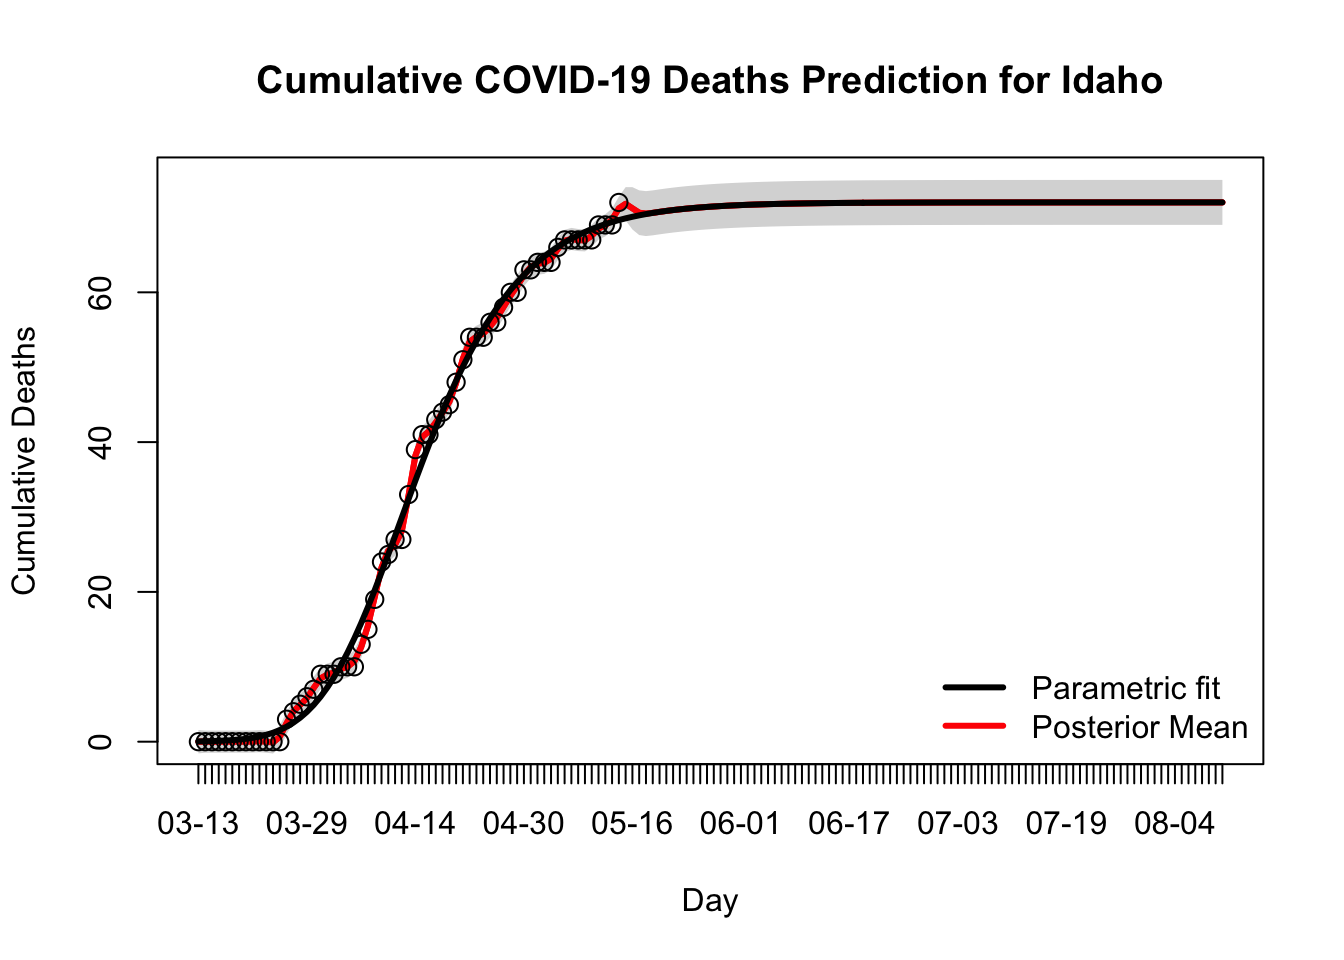 Cumulative COVID-19 Deaths Prediction for Idaho
Cumulative Deaths
60
40
20
0
Parametric fit
Posterior Mean
03-13 03-29 04-14 04-30 05-16 06-01 06-17 07-03 07-19 08-04
Day